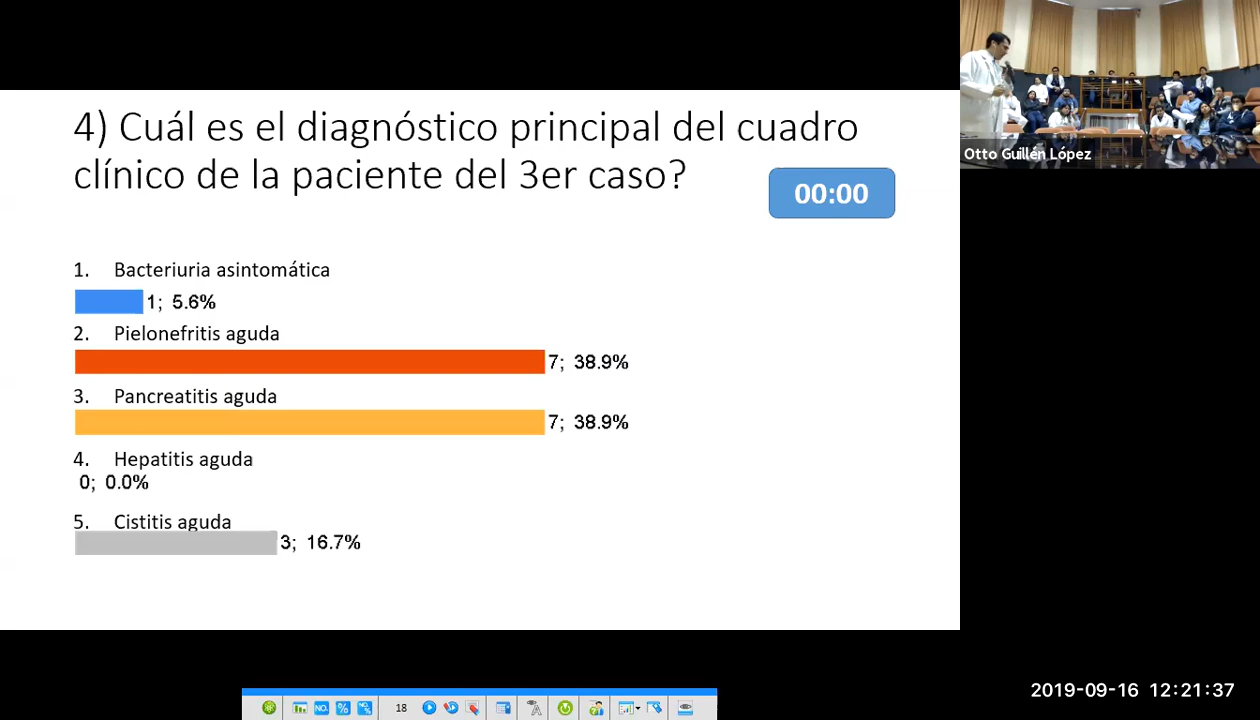 4) Cuál es el diagnóstico principal del cuadro
clínico de la paciente del 3er caso?
00:00
1. Bacteriuria asintomática
1; 5.6%
2. Pielonefritis aguda
7; 38.9%
3. Pancreatitis aguda
7; 38.9%
4. Hepatitis aguda
0; 0.0%
5. Cistitis aguda
3; 16.7%
Otto Guillén López
2019-09-16 12:21:37
NO. % NO. % 18